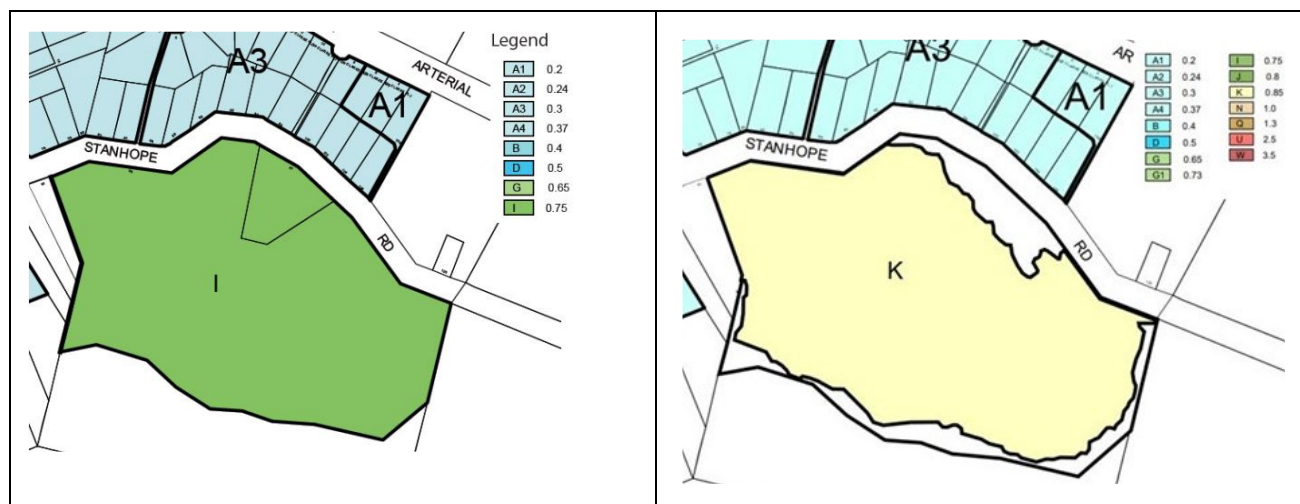 Legend
A3
A1
ARTERIAL
STANHOPE
RD
I
A1 0.2
A2 0.24
A3 0.3
A4 0.37
B 0.4
D 0.5
G 0.65
I 0.75
A3
A1
AR
STANHOPE
RD
K
A1 0.2
A2 0.24
A3 0.3
A4 0.37
B 0.4
D 0.5
G 0.65
G1 0.73
I 0.75
J 0.8
K 0.85
N 1.0
Q 1.3
U 2.5
W 3.5